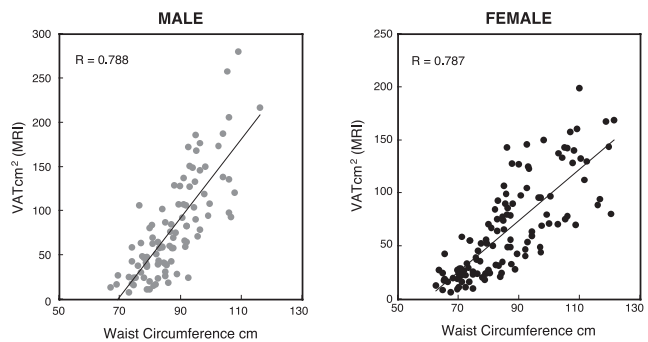 MALE
R = 0.788
VATcm² (MRI)
300
250
200
150
100
50
0
50
70
90
110
130
Waist Circumference cm
FEMALE
R = 0.787
VATcm² (MRI)
250
200
150
100
50
0
50
70
90
110
130
Waist Circumference cm